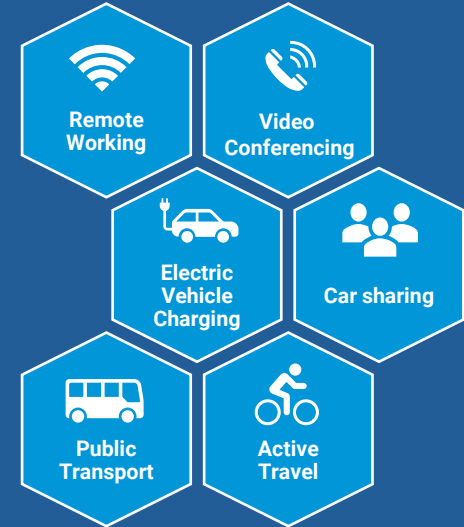 Remote
Working
Video
Conferencing
Electric
Vehicle
Charging
Car sharing
Public
Transport
Active
Travel